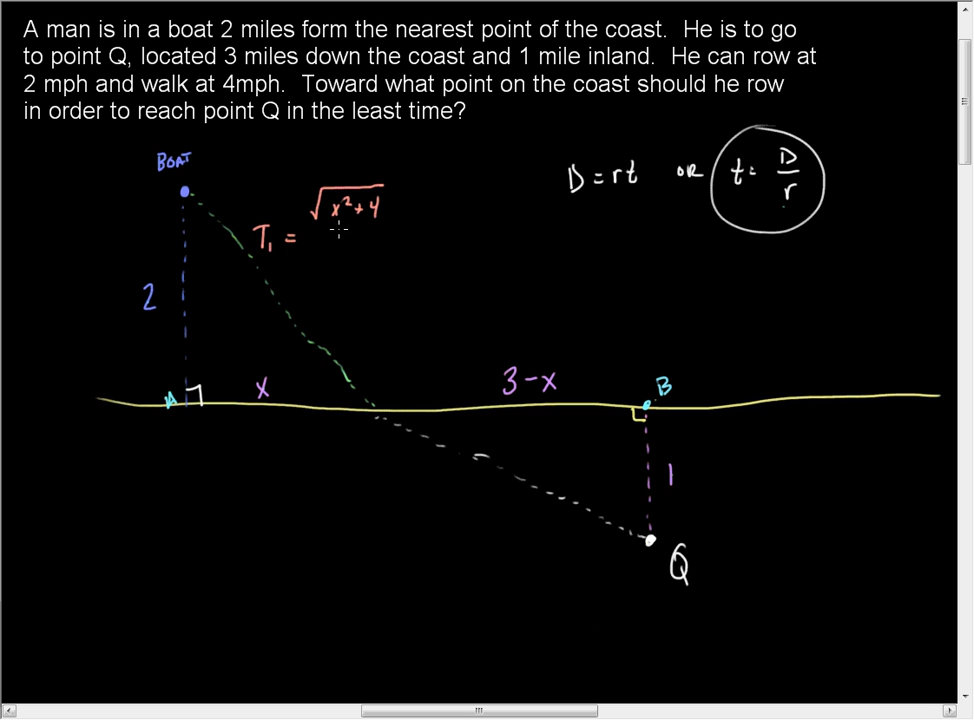 A man is in a boat 2 miles form the nearest point of the coast. He is to go
to point Q, located 3 miles down the coast and 1 mile inland. He can row at
2 mph and walk at 4mph. Toward what point on the coast should he row
in order to reach point Q in the least time?
BOAT
D = rt OR t = D/r
T₁ = √(x² + 4)
2
A
x
3 - x
B
1
Q